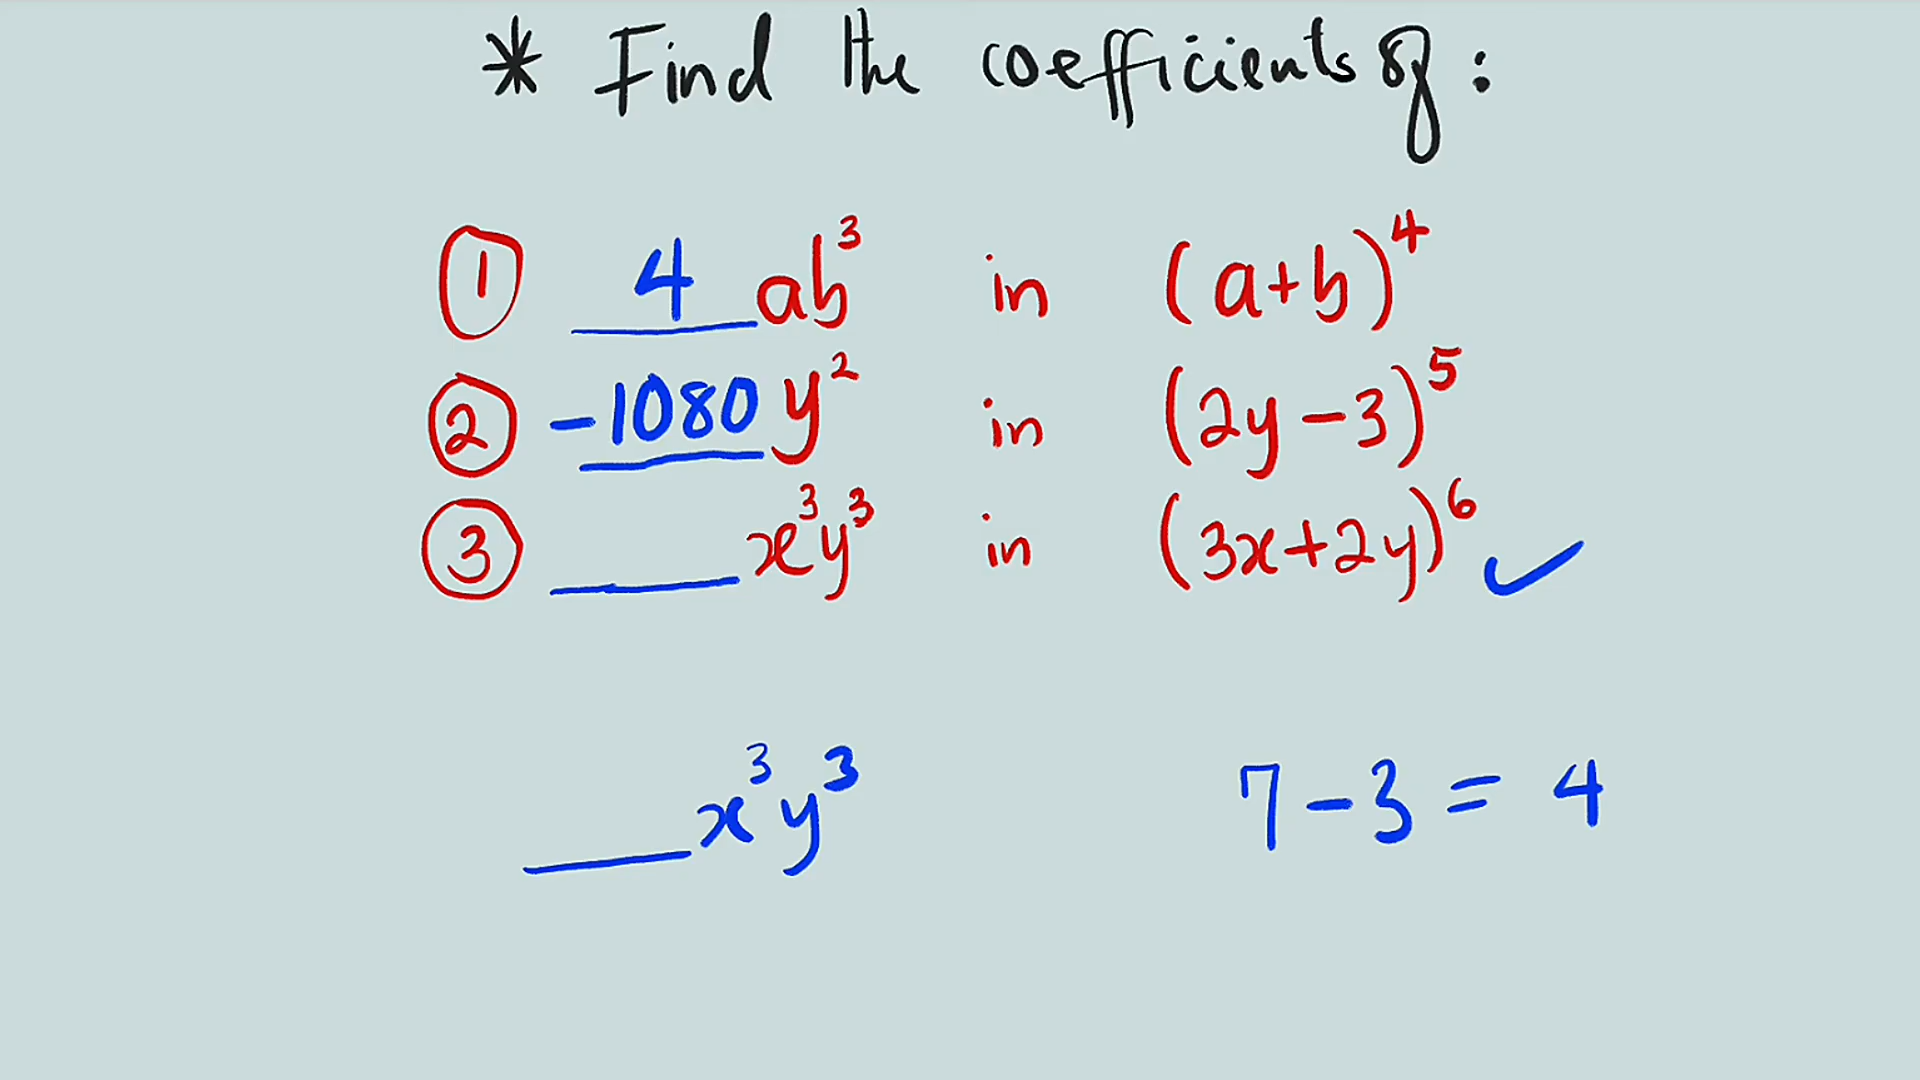 * Find the coefficients of :
① 4 ab³ in (a+b)⁴
② -1080 y² in (2y-3)⁵
③ ___ x³y³ in (3x+2y)⁶ ✓
___ x³y³ 7-3 = 4